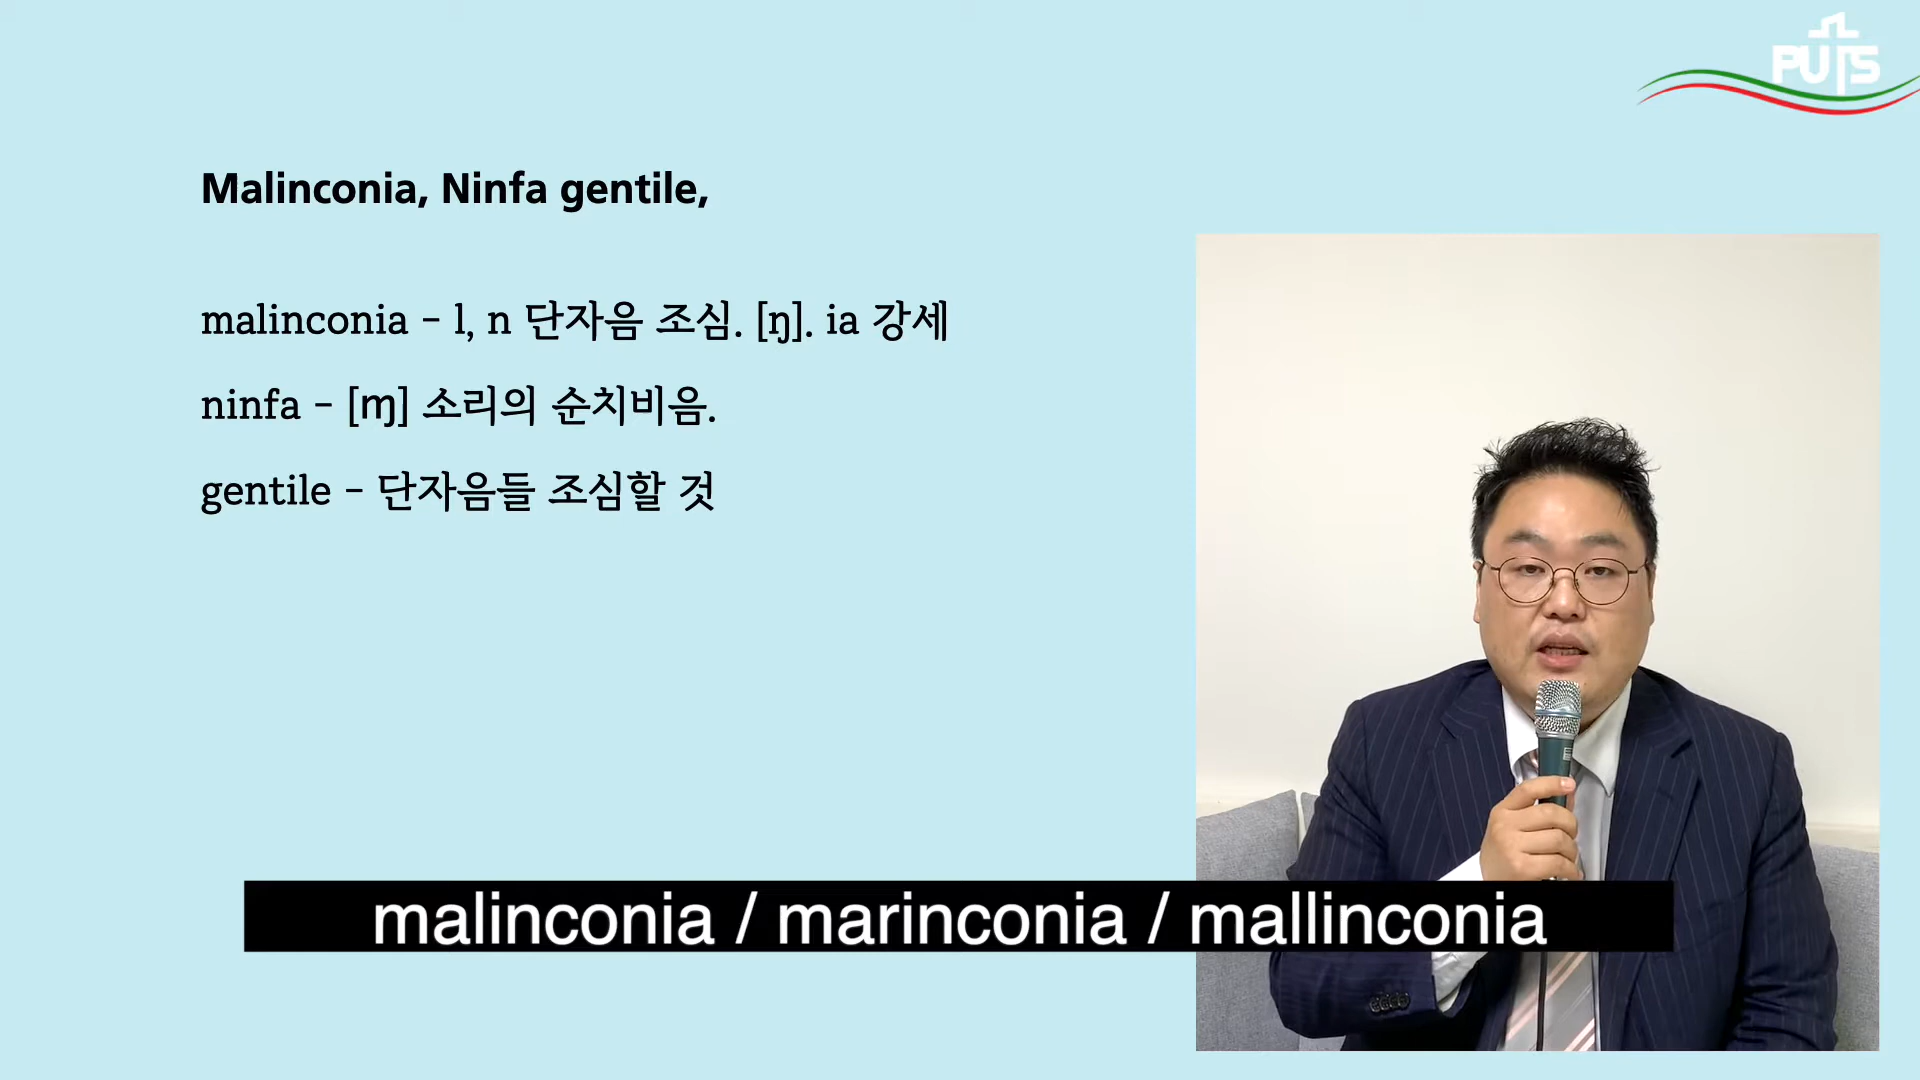 PUTS
Malinconia, Ninfa gentile,
malinconia – l, n 단자음 조심. [ŋ]. ia 강세
ninfa – [ɱ] 소리의 순치비음.
gentile – 단자음들 조심할 것
malinconia / marinconia / mallinconia